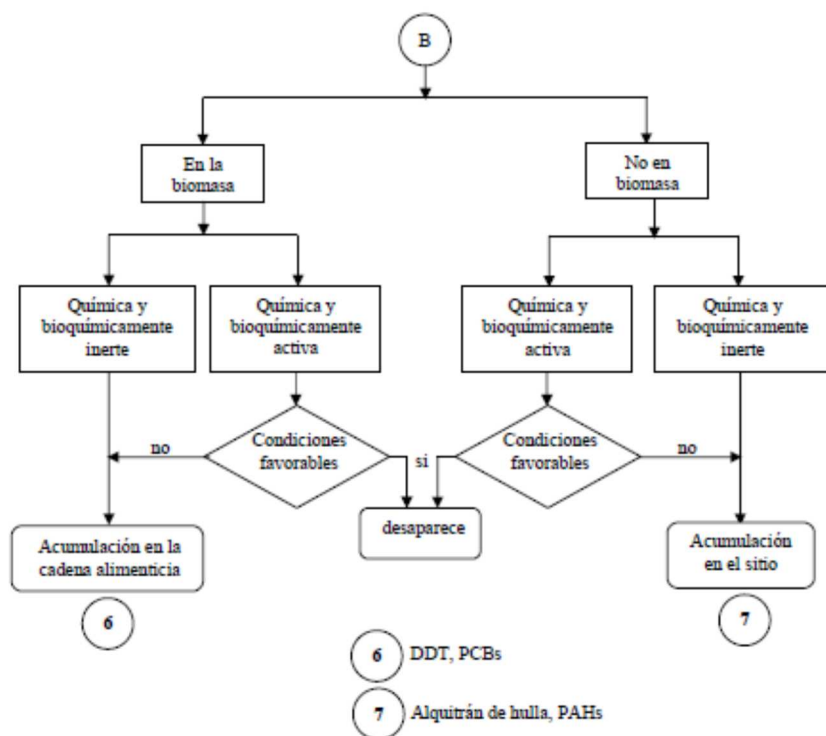 B
En la
biomasa
No en
biomasa
Química y
bioquímicamente
inerte
Química y
bioquímicamente
activa
Química y
bioquímicamente
activa
Química y
bioquímicamente
inerte
no
Condiciones
favorables
si
Condiciones
favorables
no
desaparece
Acumulación en la
cadena alimenticia
Acumulación
en el sitio
6
7
6 DDT, PCBs
7 Alquitrán de hulla, PAHs